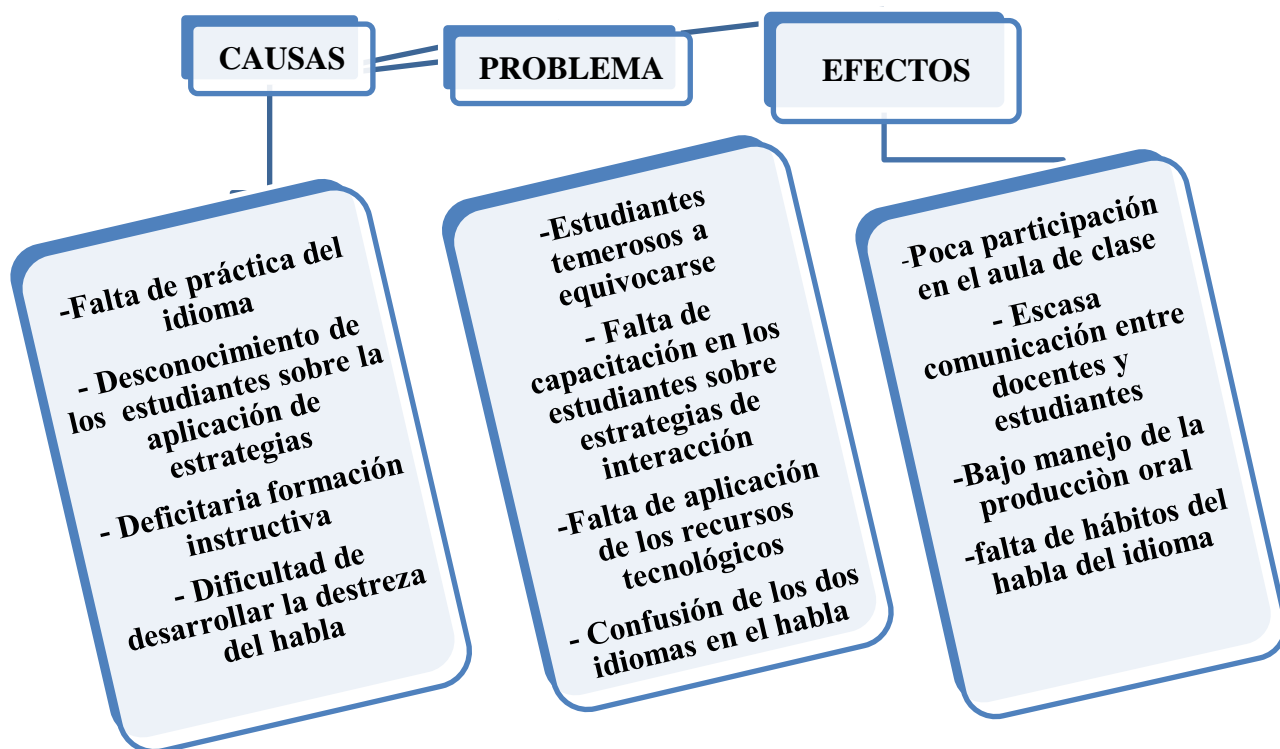 CAUSAS
PROBLEMA
EFECTOS
-Falta de práctica del
idioma
- Desconocimiento de
los estudiantes sobre la
aplicación de
estrategias
- Deficitaria formación
instructiva
- Dificultad de
desarrollar la destreza
del habla
-Estudiantes
temerosos a
equivocarse
- Falta de
capacitación en los
estudiantes sobre
estrategias de
interacción
-Falta de aplicación
de los recursos
tecnológicos
- Confusión de los dos
idiomas en el habla
-Poca participación
en el aula de clase
- Escasa
comunicación entre
docentes y
estudiantes
-Bajo manejo de la
producciòn oral
-falta de hábitos del
habla del idioma